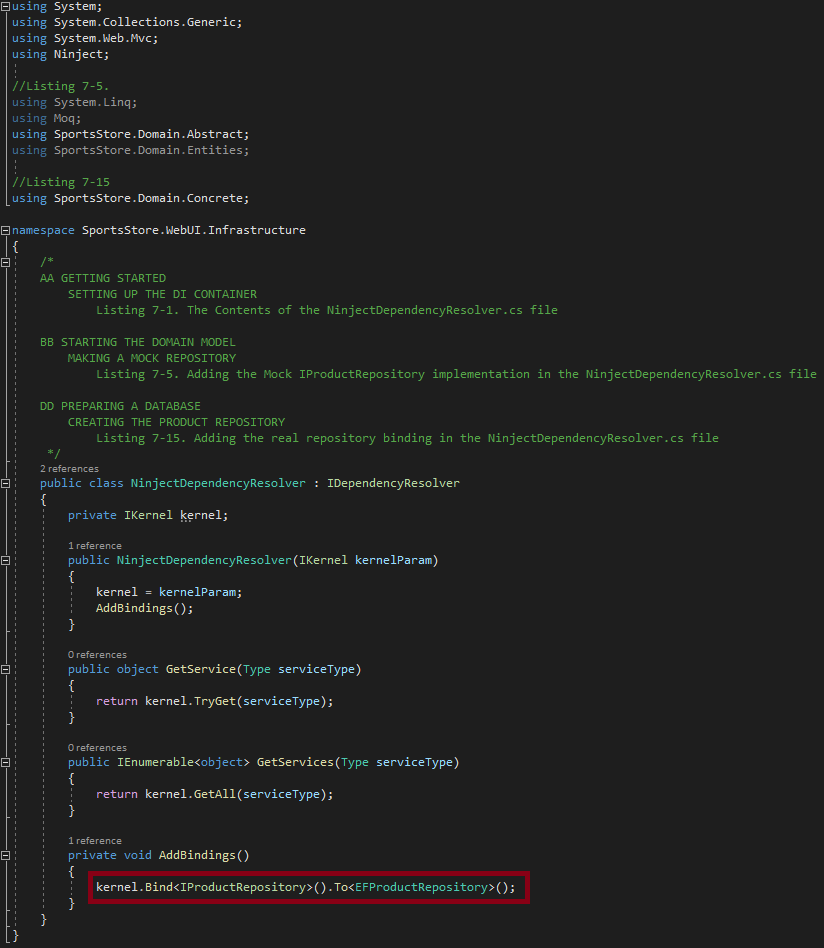 using System;
using System.Collections.Generic;
using System.Web.Mvc;
using Ninject;
//Listing 7-5.
using System.Linq;
using Moq;
using SportsStore.Domain.Abstract;
using SportsStore.Domain.Entities;
//Listing 7-15
using SportsStore.Domain.Concrete;
namespace SportsStore.WebUI.Infrastructure
{
/*
AA GETTING STARTED
SETTING UP THE DI CONTAINER
Listing 7-1. The Contents of the NinjectDependencyResolver.cs file
BB STARTING THE DOMAIN MODEL
MAKING A MOCK REPOSITORY
Listing 7-5. Adding the Mock IProductRepository implementation in the NinjectDependencyResolver.cs file
DD PREPARING A DATABASE
CREATING THE PRODUCT REPOSITORY
Listing 7-15. Adding the real repository binding in the NinjectDependencyResolver.cs file
*/
2 references
public class NinjectDependencyResolver : IDependencyResolver
{
private IKernel kernel;
1 reference
public NinjectDependencyResolver(IKernel kernelParam)
{
kernel = kernelParam;
AddBindings();
}
0 references
public object GetService(Type serviceType)
{
return kernel.TryGet(serviceType);
}
0 references
public IEnumerable<object> GetServices(Type serviceType)
{
return kernel.GetAll(serviceType);
}
1 reference
private void AddBindings()
{
kernel.Bind<IProductRepository>().To<EFProductRepository>();
}
}
}